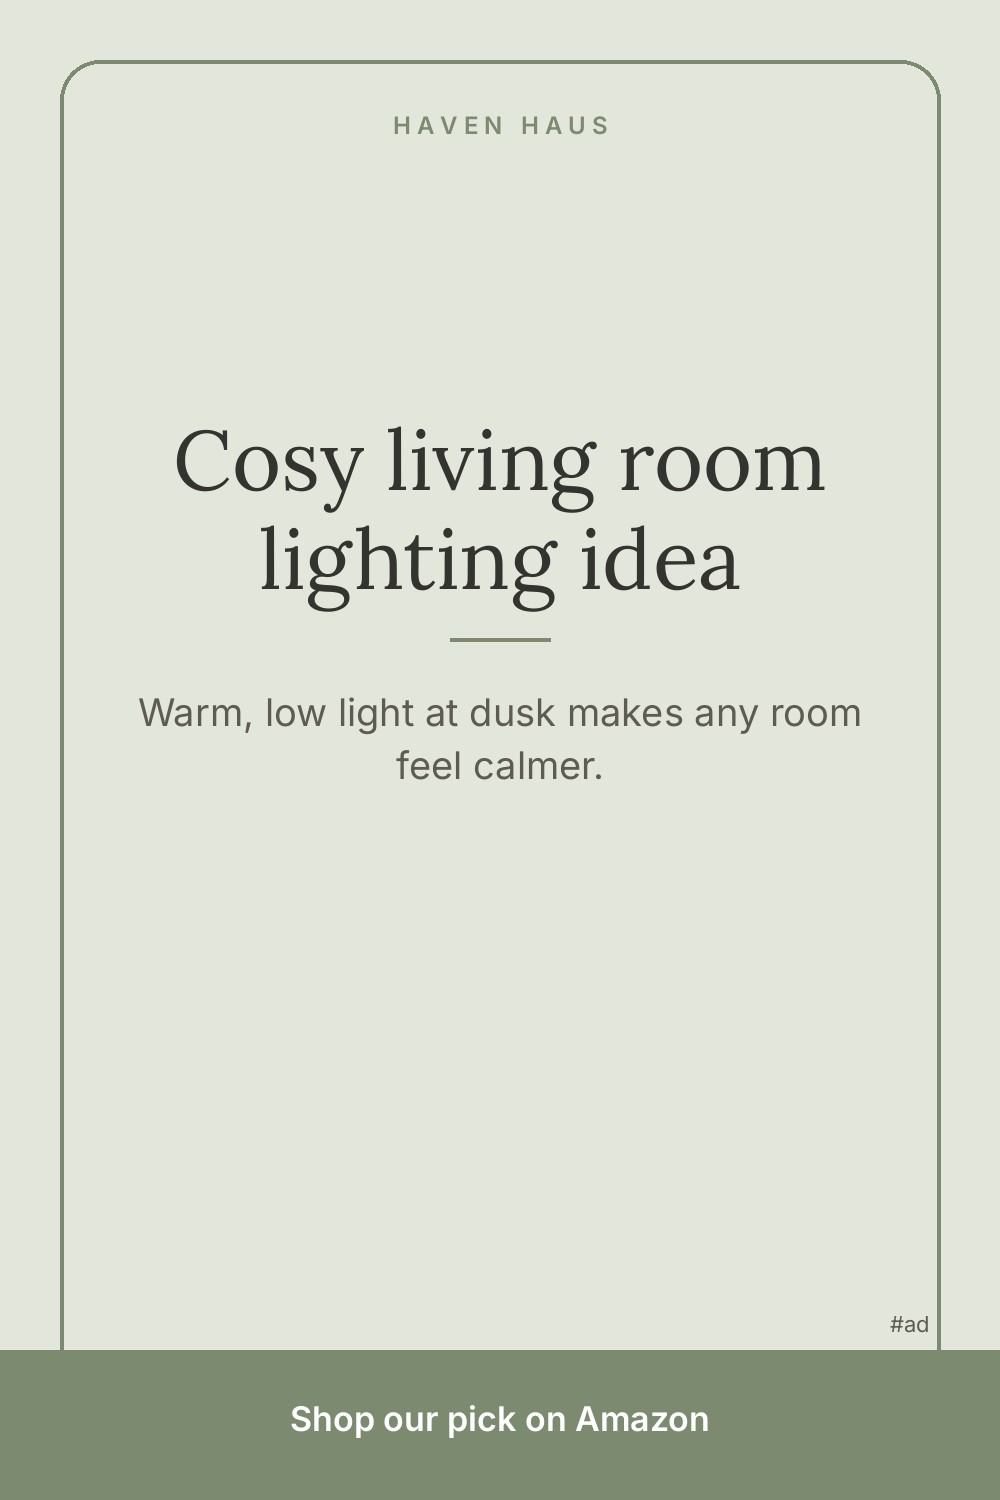 HAVEN HAUS
Cosy living room
lighting idea
Warm, low light at dusk makes any room
feel calmer.
#ad
Shop our pick on Amazon